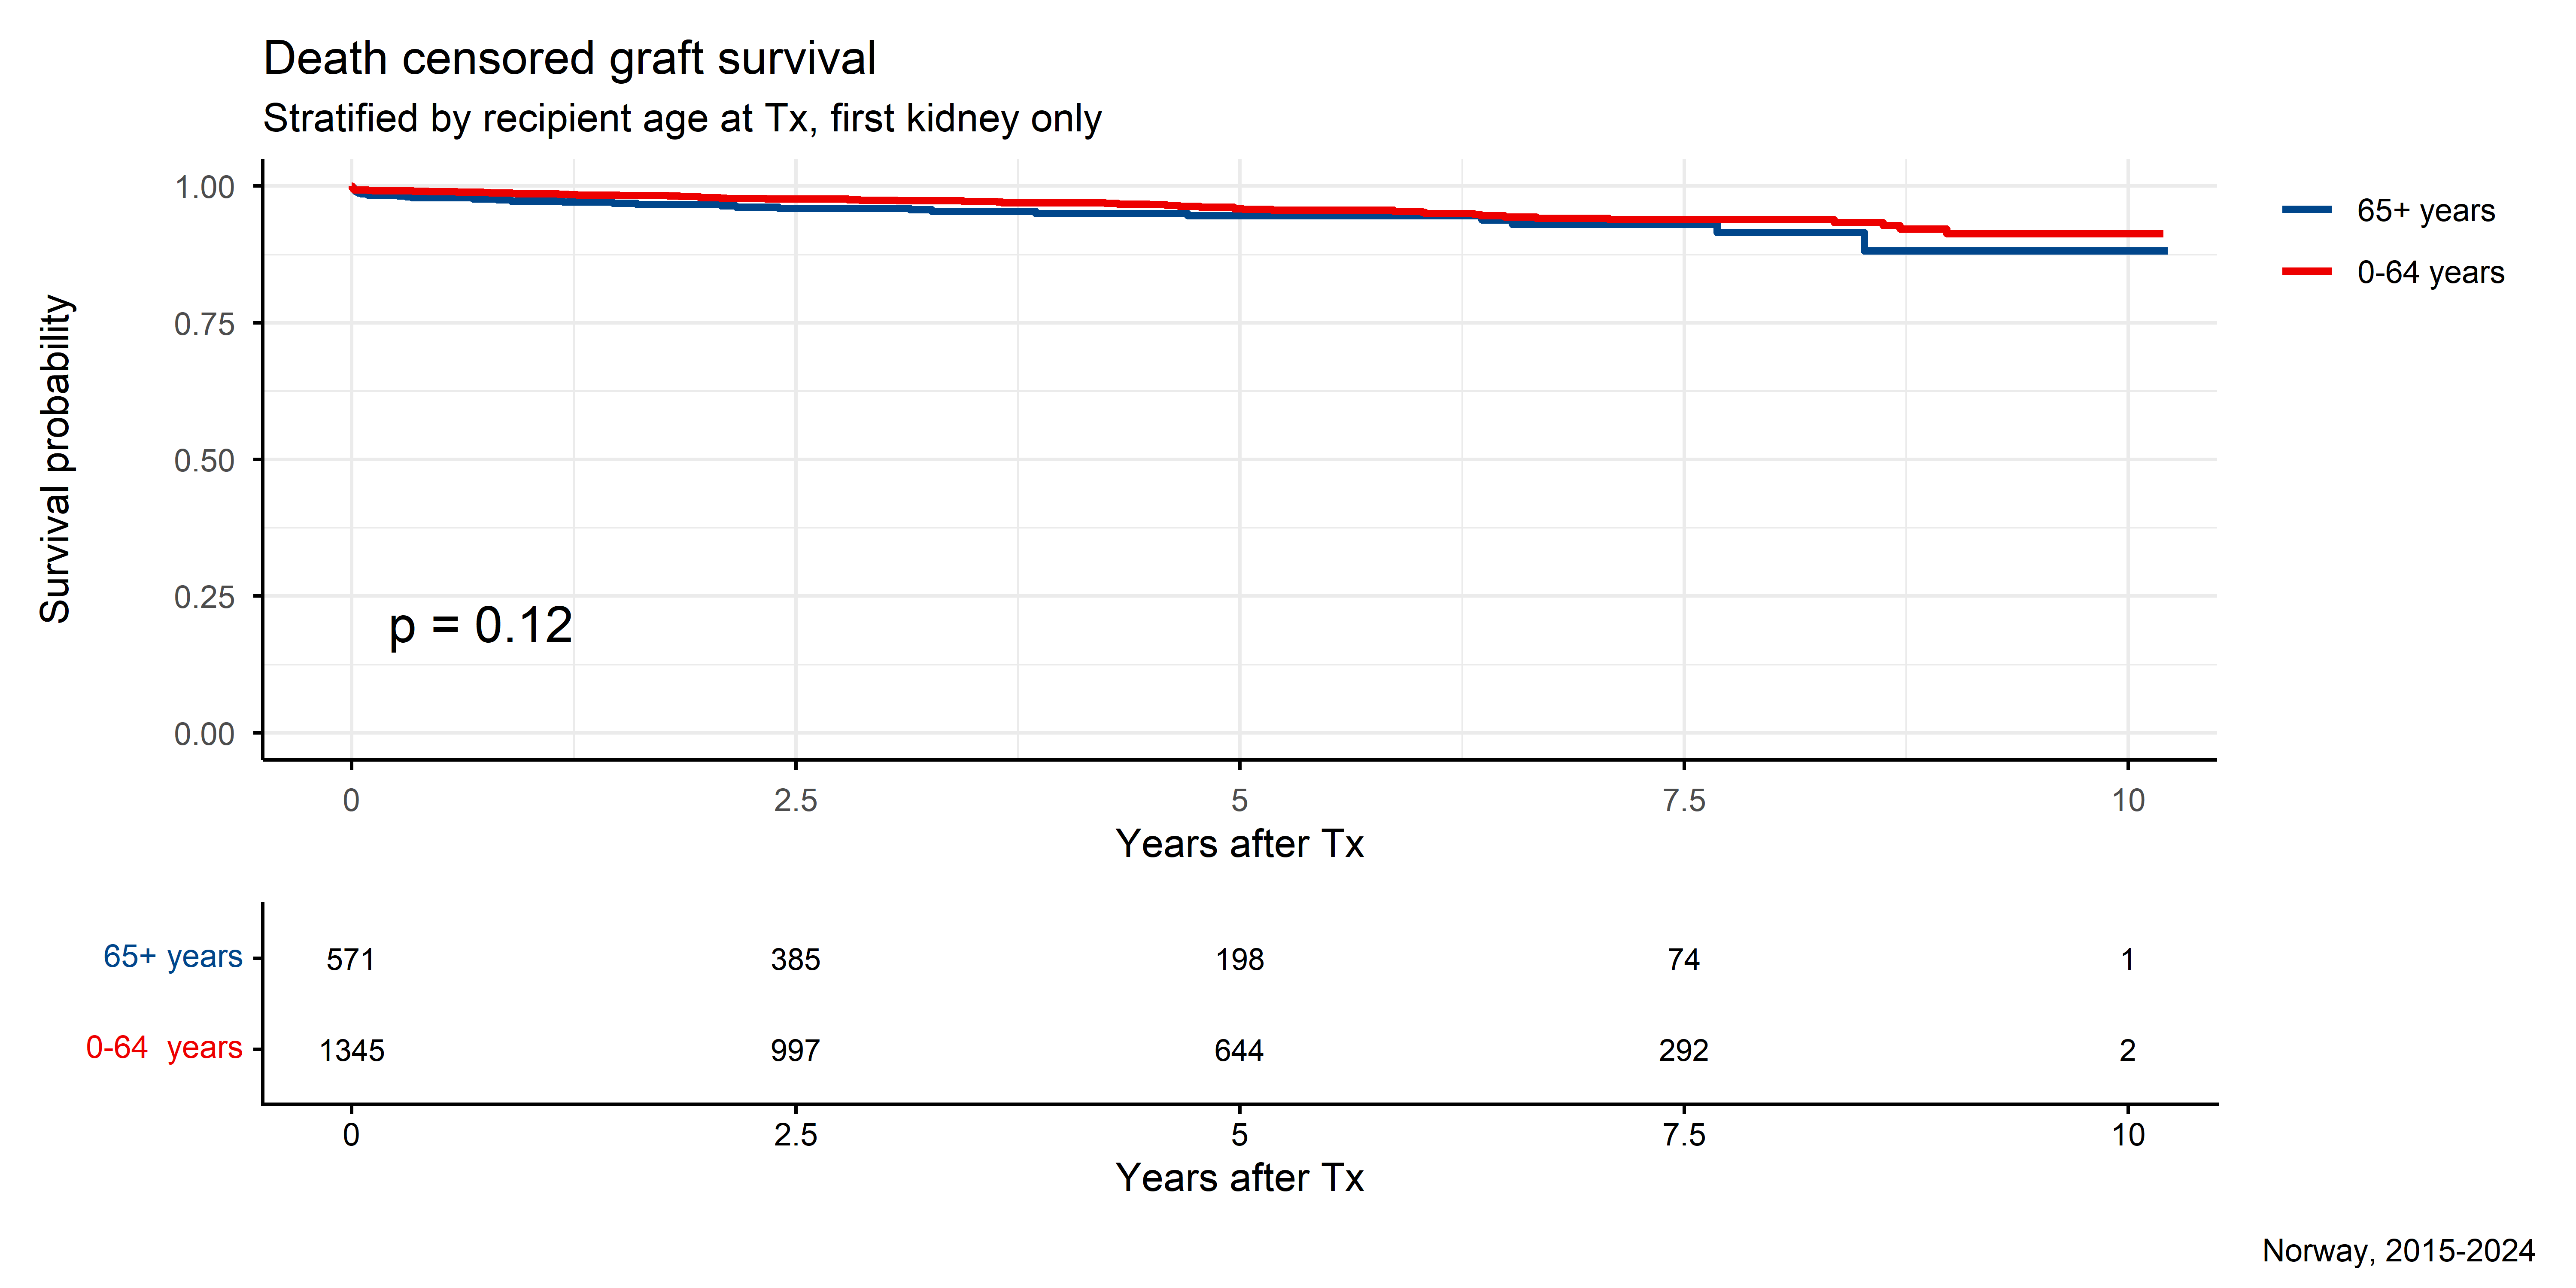 Death censored graft survival
Stratified by recipient age at Tx, first kidney only
Survival probability
1.00
0.75
0.50
0.25
0.00
p = 0.12
0 2.5 5 7.5 10
Years after Tx
65+ years
0-64 years
65+ years 571 385 198 74 1
0-64 years 1345 997 644 292 2
0 2.5 5 7.5 10
Years after Tx
Norway, 2015-2024